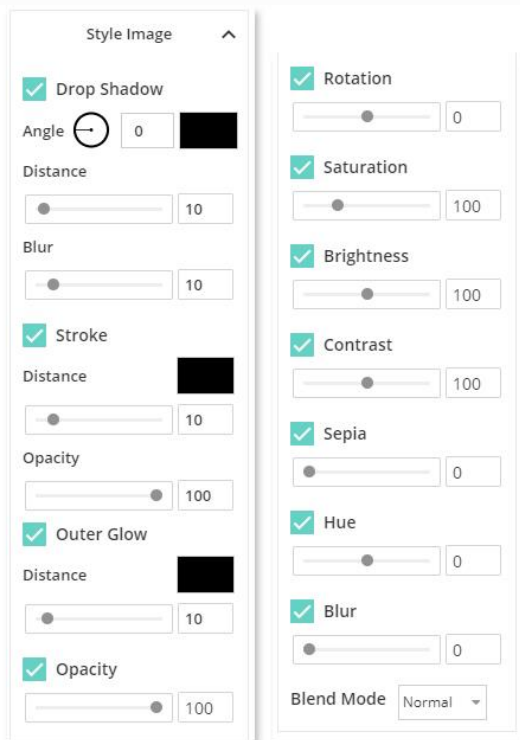 Style Image
Drop Shadow
Angle 0
Distance
10
Blur
10
Stroke
Distance
10
Opacity
100
Outer Glow
Distance
10
Opacity
100
Rotation
0
Saturation
100
Brightness
100
Contrast
100
Sepia
0
Hue
0
Blur
0
Blend Mode Normal